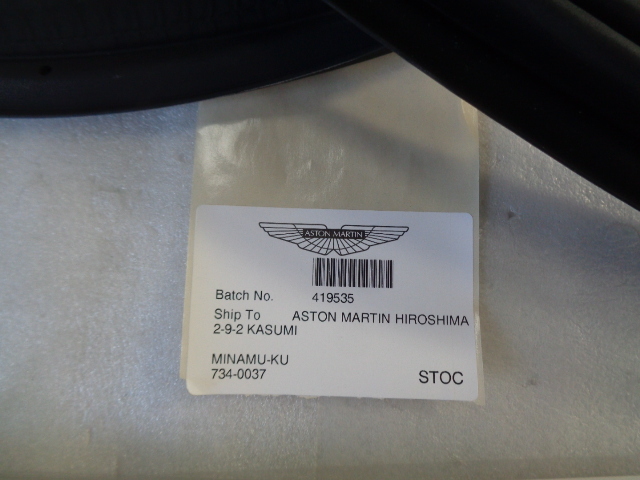 ASTON MARTIN
Batch No. 419535
Ship To ASTON MARTIN HIROSHIMA
2-9-2 KASUMI
MINAMU-KU
734-0037
STOC